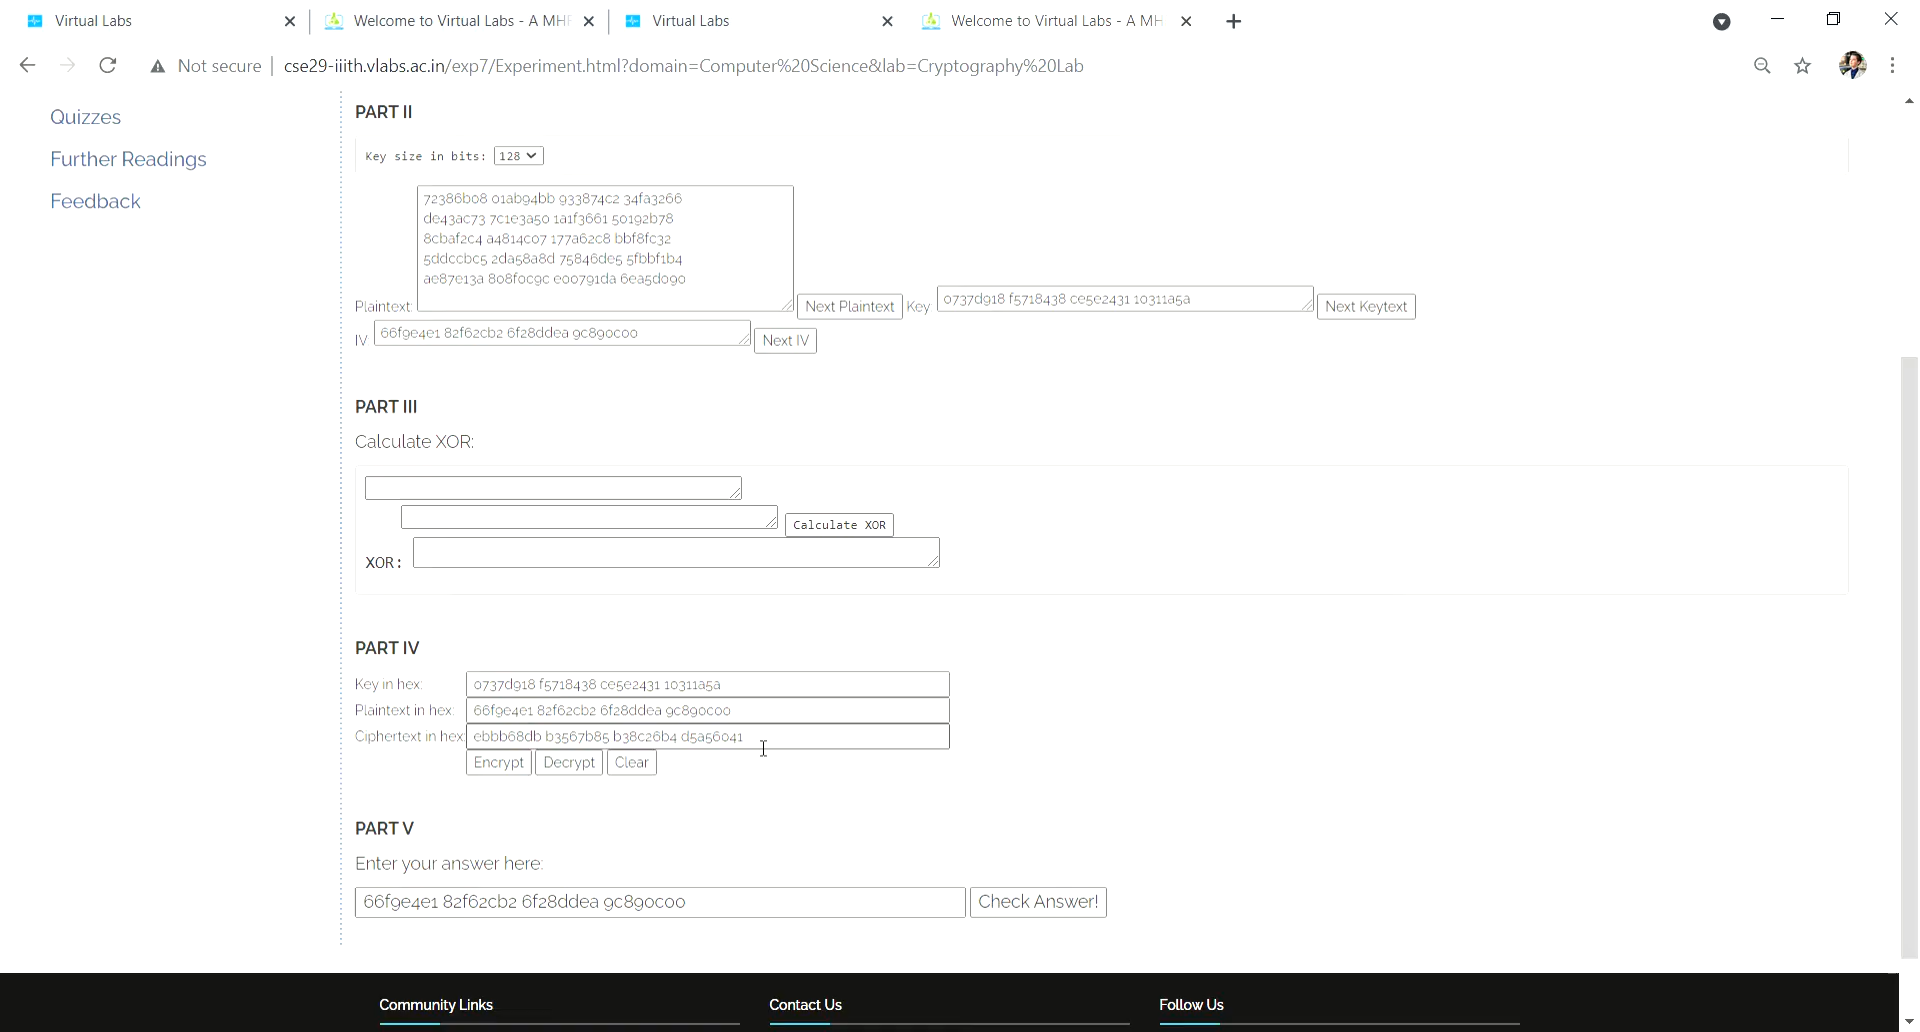 Virtual Labs
Welcome to Virtual Labs - A MHR
Virtual Labs
Welcome to Virtual Labs - A MH
Not secure | cse29-iiith.vlabs.ac.in/exp7/Experiment.html?domain=Computer%20Science&lab=Cryptography%20Lab
Quizzes
Further Readings
Feedback
PART II
Key size in bits: 128
72386b08 01ab94bb 933874c2 34fa3266
de43ac73 7c1e3a50 1a1f3661 50192b78
8cbaf2c4 a4814c07 177a62c8 bbf8fc32
5ddccbc5 2da58a8d 75846de5 5fbbf1b4
ae87e13a 808f0c9c e00791da 6ea5d090
Plaintext: Next Plaintext Key: 0737d918 f5718438 ce5e2431 10311a5a Next Keytext
IV 66f9e4e1 82f62cb2 6f28ddea 9c890c00 Next IV
PART III
Calculate XOR:
Calculate XOR
XOR:
PART IV
Key in hex: 0737d918 f5718438 ce5e2431 10311a5a
Plaintext in hex: 66f9e4e1 82f62cb2 6f28ddea 9c890c00
Ciphertext in hex: ebbb68db b3567b85 b38c26b4 d5a56041
Encrypt Decrypt Clear
PART V
Enter your answer here:
66f9e4e1 82f62cb2 6f28ddea 9c890c00 Check Answer!
Community Links
Contact Us
Follow Us